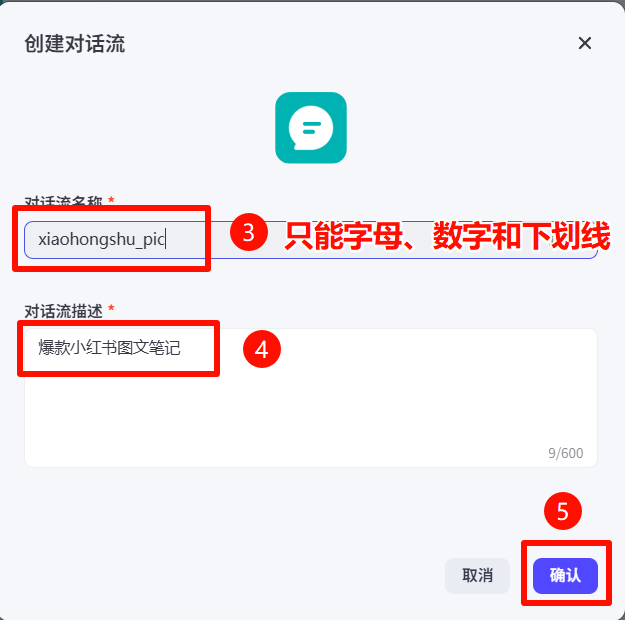 创建对话流
对话流名称 *
xiaohongshu_pic
3 只能字母、数字和下划线
对话流描述 *
爆款小红书图文笔记
4
9/600
5
取消
确认